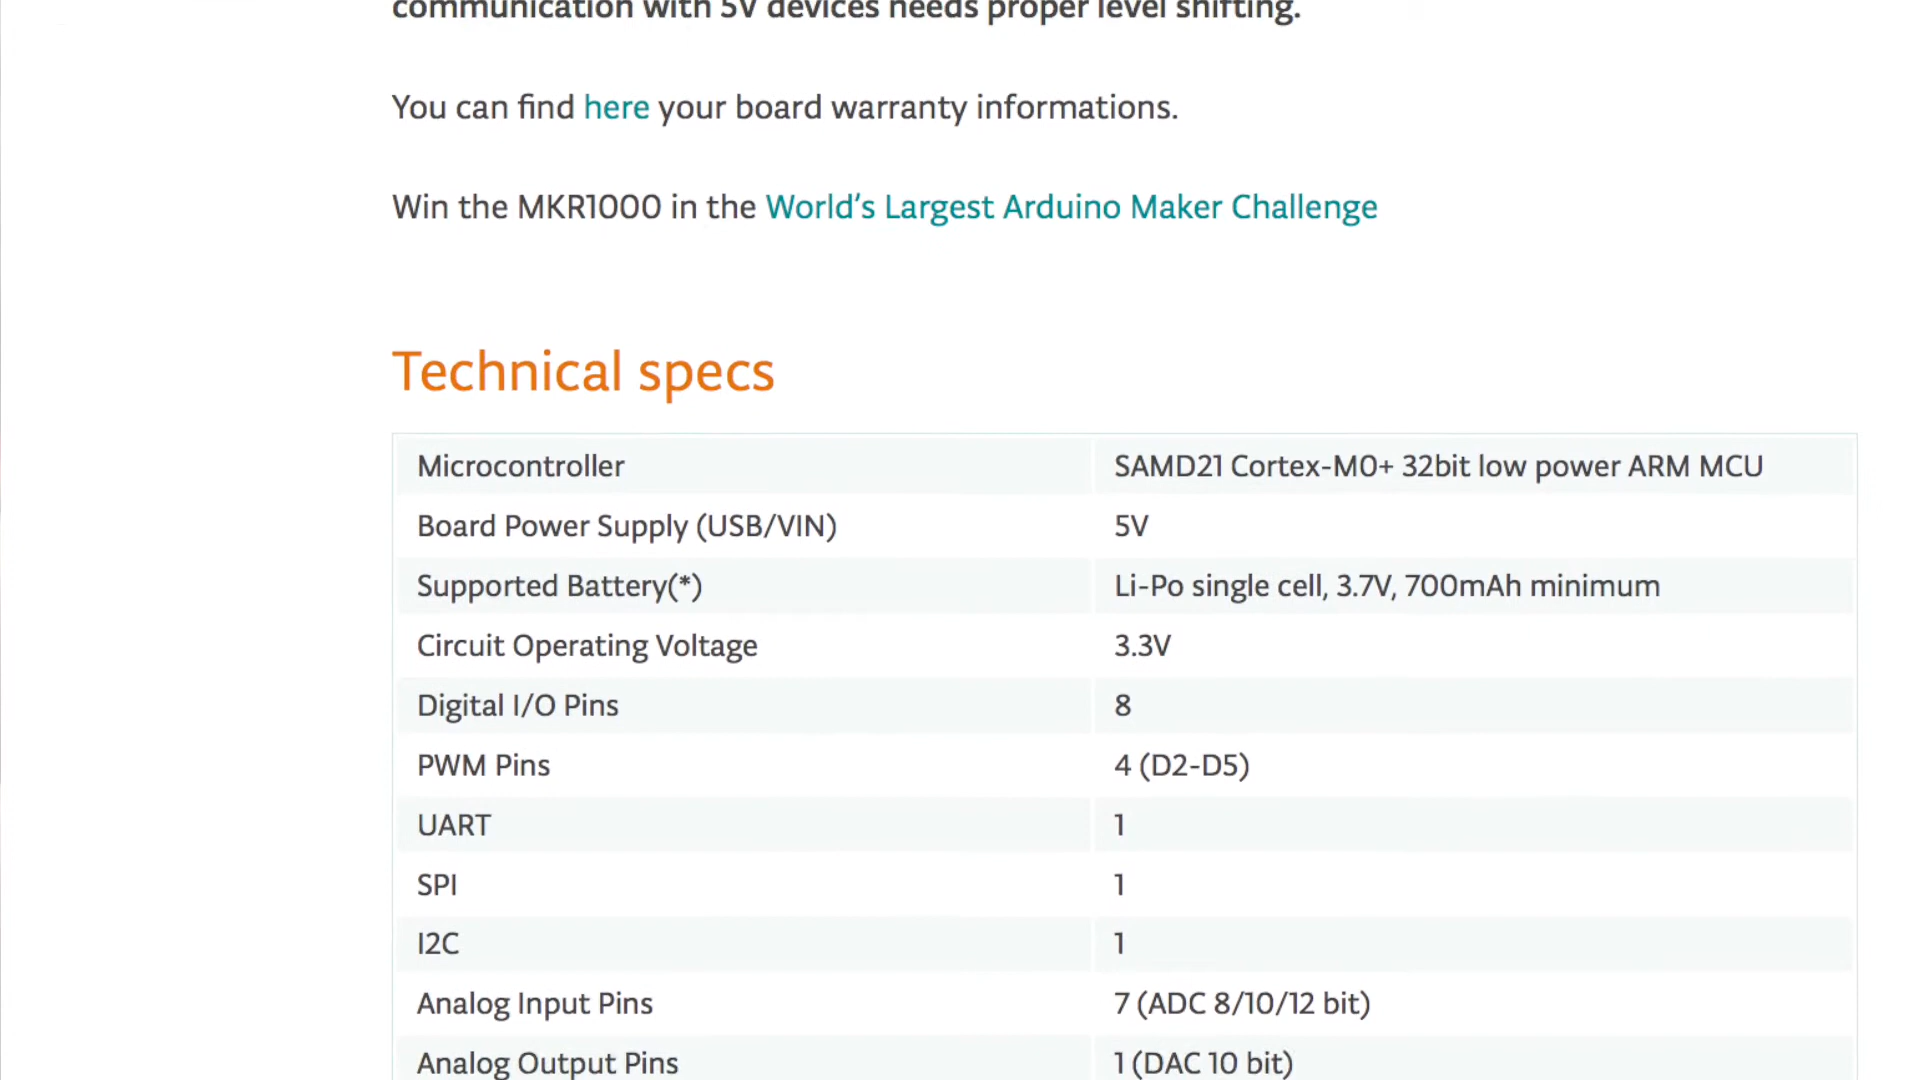 communication with 5V devices needs proper level shifting.
You can find here your board warranty informations.
Win the MKR1000 in the World's Largest Arduino Maker Challenge
Technical specs
Microcontroller SAMD21 Cortex-M0+ 32bit low power ARM MCU
Board Power Supply (USB/VIN) 5V
Supported Battery(*) Li-Po single cell, 3.7V, 700mAh minimum
Circuit Operating Voltage 3.3V
Digital I/O Pins 8
PWM Pins 4 (D2-D5)
UART 1
SPI 1
I2C 1
Analog Input Pins 7 (ADC 8/10/12 bit)
Analog Output Pins 1 (DAC 10 bit)